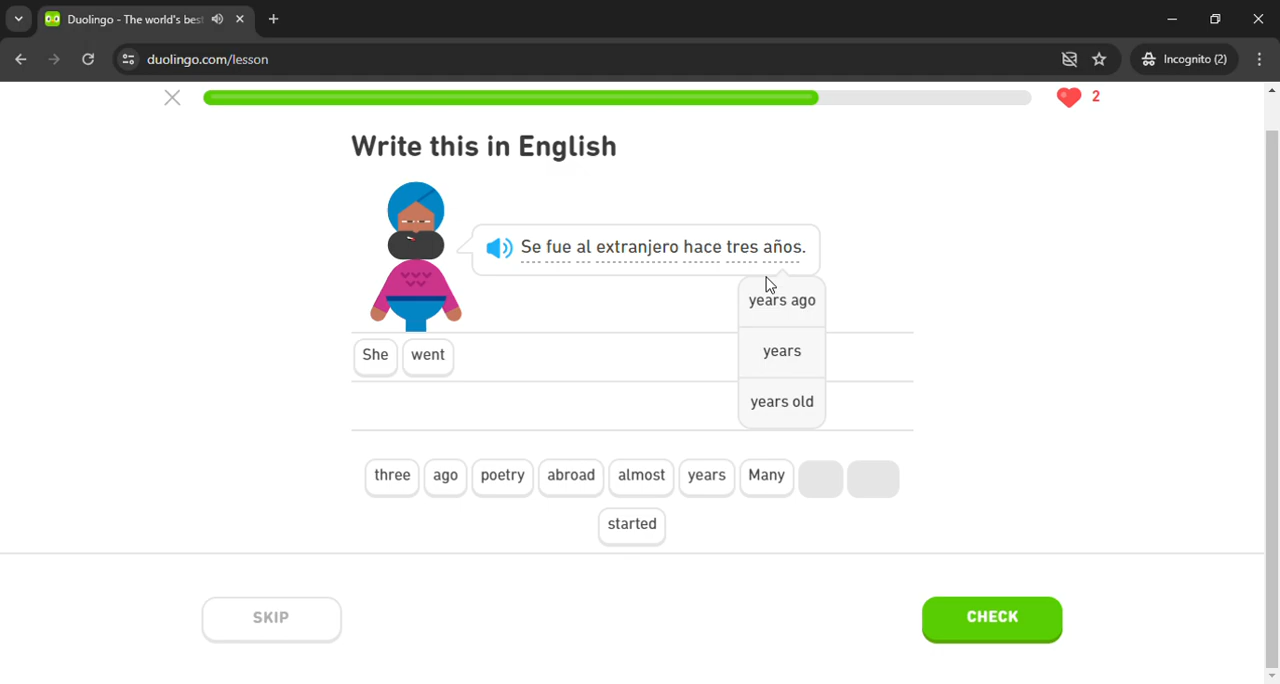 Duolingo - The world's bes
duolingo.com/lesson
Incognito (2)
2
Write this in English
Se fue al extranjero hace tres años.
years ago
years
years old
She went
three ago poetry abroad almost years Many
started
SKIP
CHECK